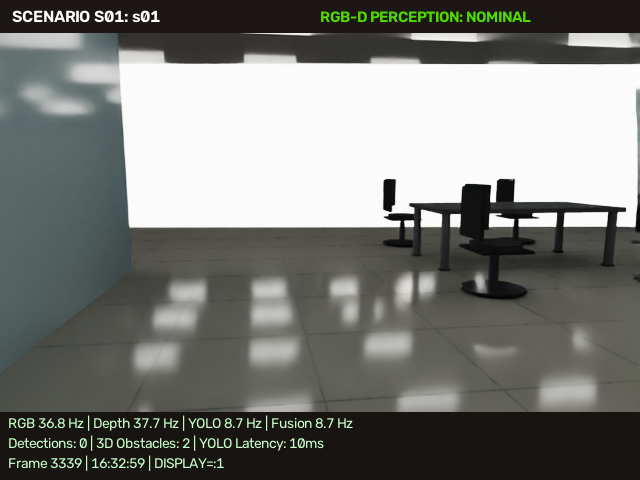 SCENARIO S01: s01
RGB-D PERCEPTION: NOMINAL
RGB 36.8 Hz | Depth 37.7 Hz | YOLO 8.7 Hz | Fusion 8.7 Hz
Detections: 0 | 3D Obstacles: 2 | YOLO Latency: 10ms
Frame 3339 | 16:32:59 | DISPLAY=:1